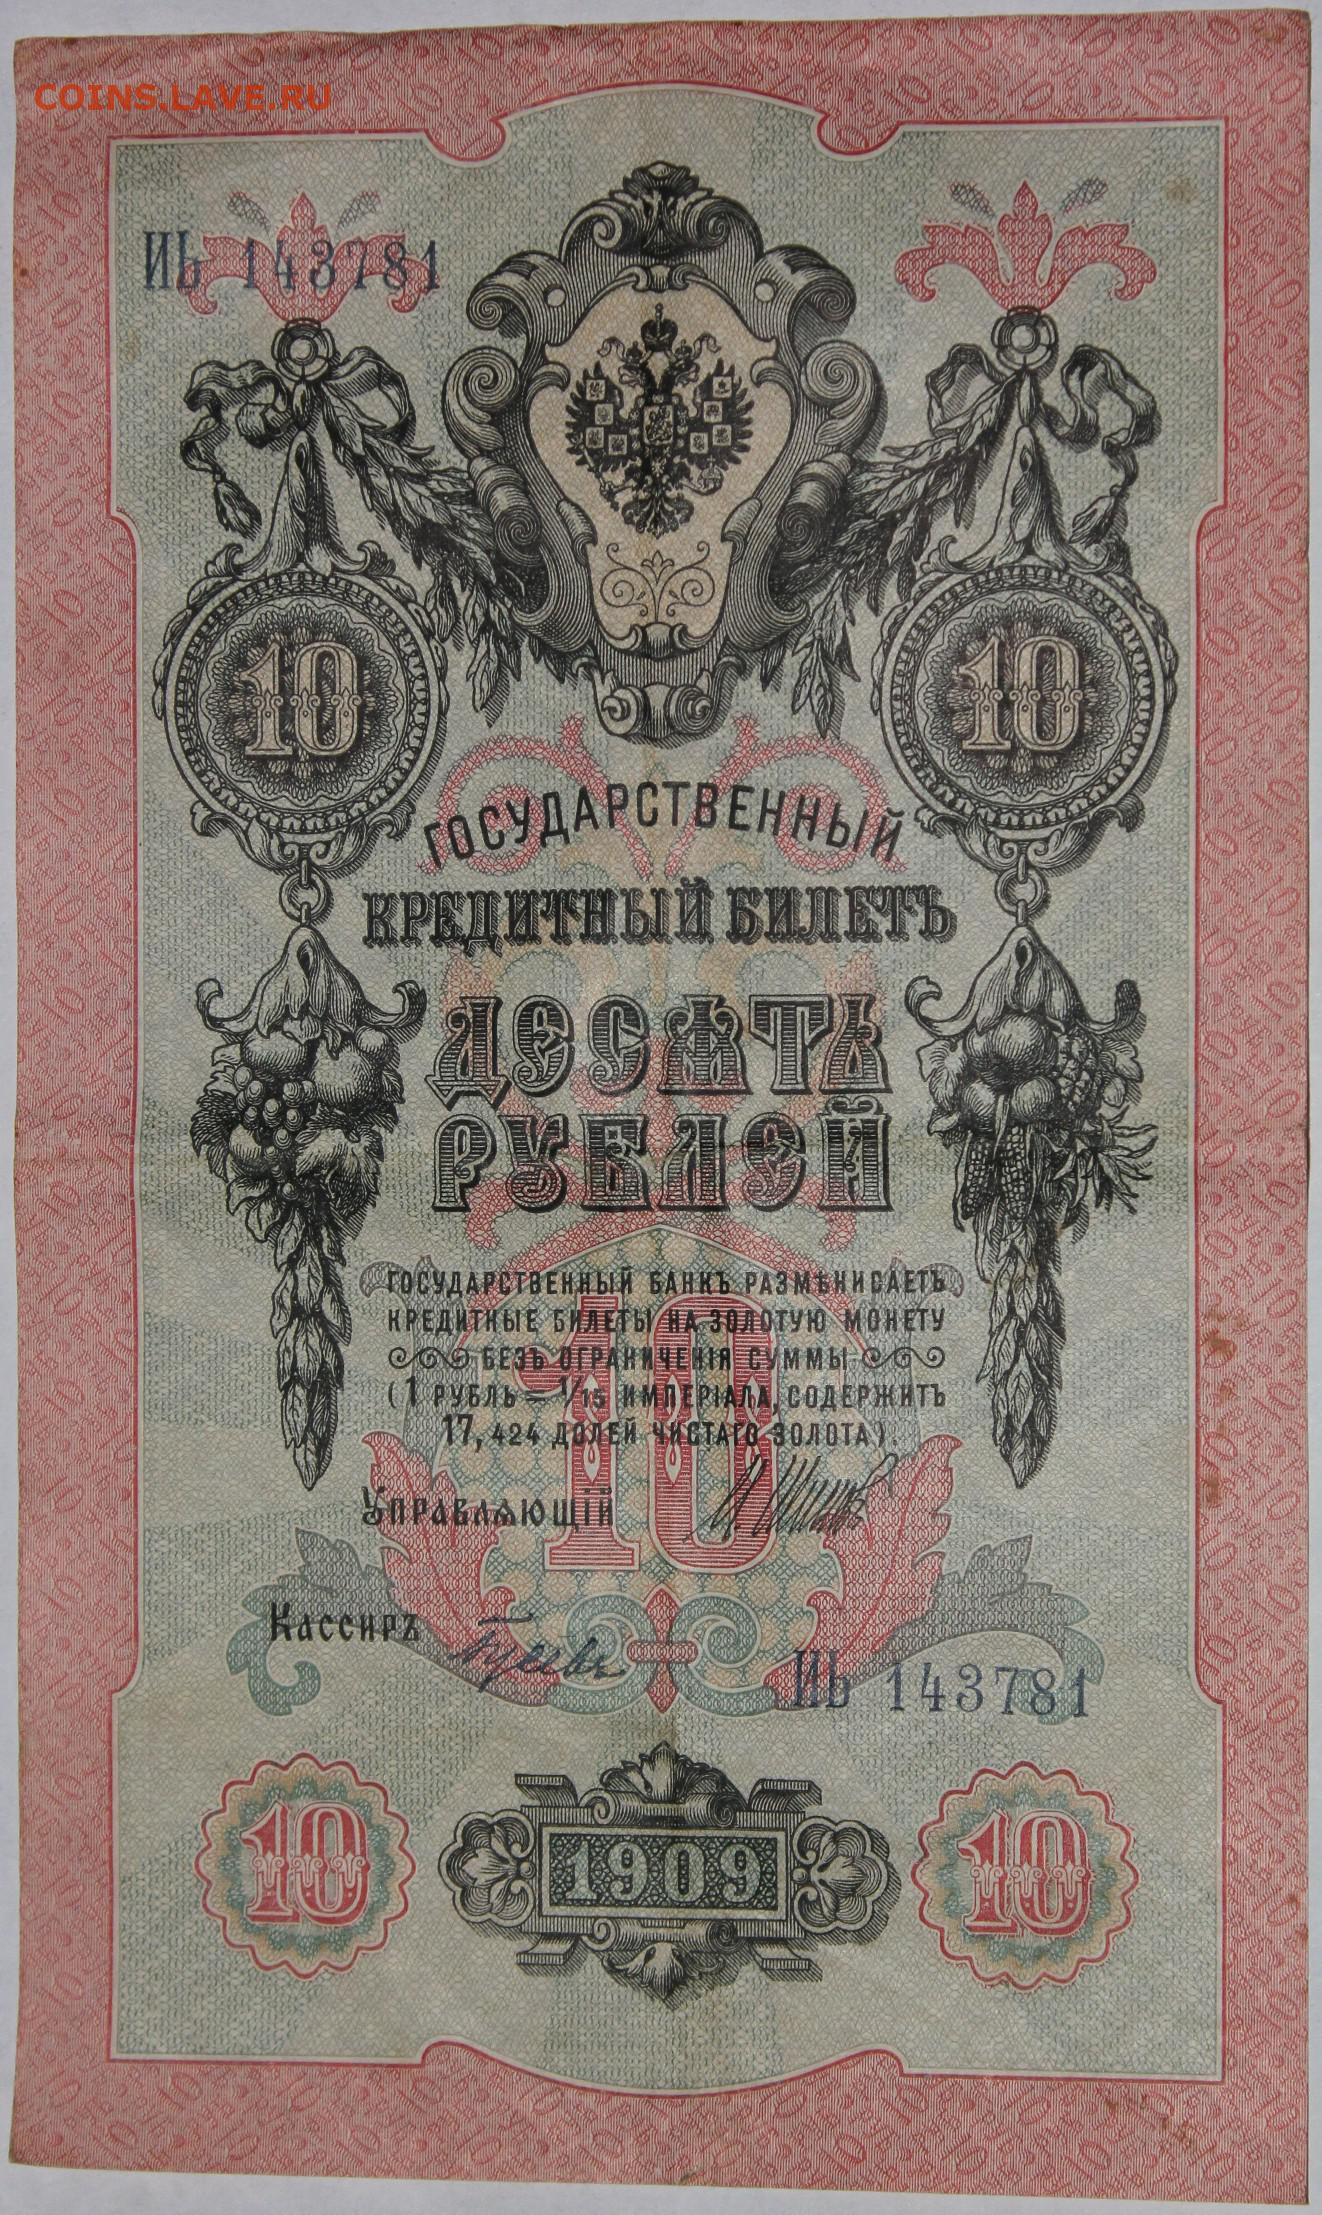 COINS.LAVE.RU
ИЬ 143781
10 10
ГОСУДАРСТВЕННЫЙ
КРЕДИТНЫЙ БИЛЕТЪ
ДЕСѦТЬ
РУБЛЕЙ
ГОСУДАРСТВЕННЫЙ БАНКЪ РАЗМѢНИВАЕТЪ
КРЕДИТНЫЕ БИЛЕТЫ НА ЗОЛОТУЮ МОНЕТУ
БЕЗЪ ОГРАНИЧЕНІЯ СУММЫ
(1 РУБЛЬ = 1/15 ИМПЕРІАЛА, СОДЕРЖИТЪ
17,424 ДОЛЕЙ ЧИСТАГО ЗОЛОТА).
10
УПРАВЛѦЮЩІЙ
КАССИРЪ
ИЬ 143781
10 1909 10